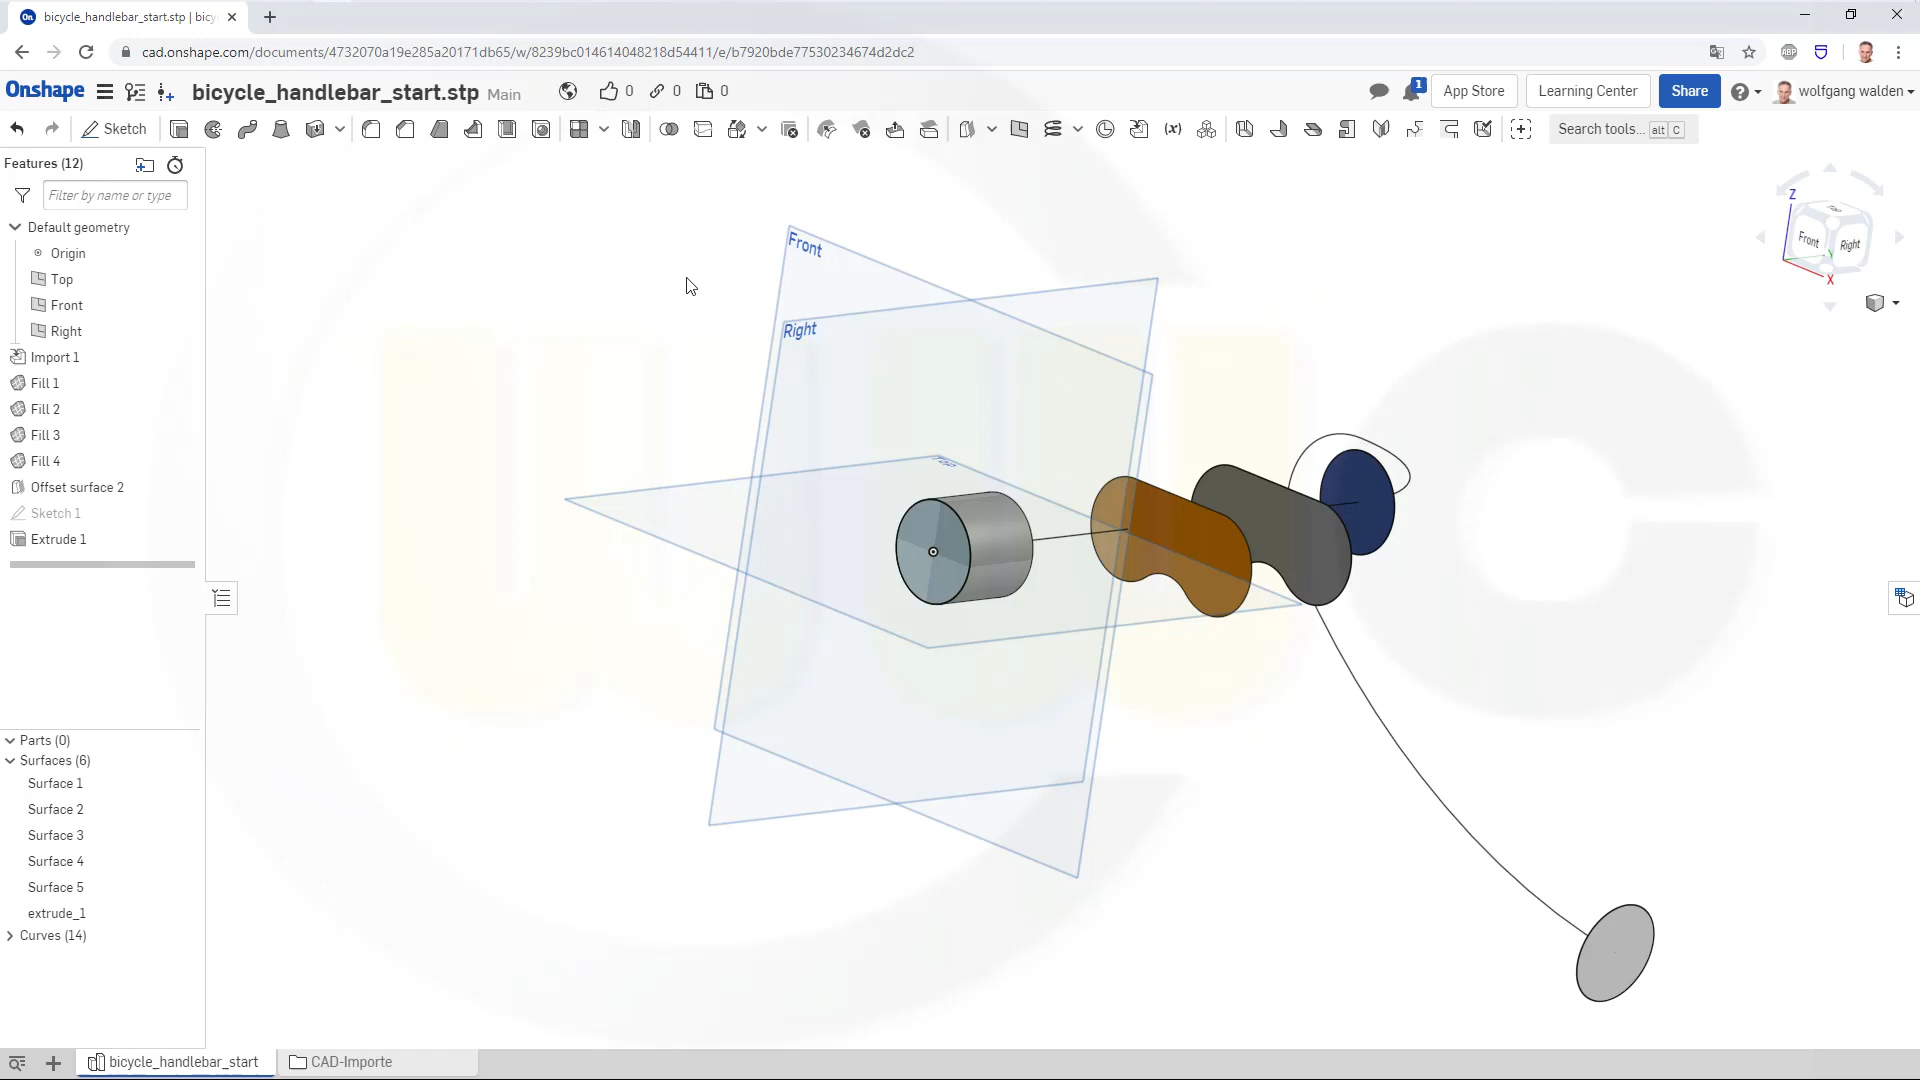 bicycle_handlebar_start.stp | bicy
cad.onshape.com/documents/4732070a19e285a20171db65/w/8239bc014614048218d54411/e/b7920bde77530234674d2dc2
ABP
Onshape
bicycle_handlebar_start.stp Main
0
0
0
1
App Store
Learning Center
Share
wolfgang walden
Sketch
(x)
Search tools... alt C
Features (12)
Filter by name or type
Default geometry
Origin
Top
Front
Right
Import 1
Fill 1
Fill 2
Fill 3
Fill 4
Offset surface 2
Sketch 1
Extrude 1
Parts (0)
Surfaces (6)
Surface 1
Surface 2
Surface 3
Surface 4
Surface 5
extrude_1
Curves (14)
Front
Right
Top
Z
Top
Front
Right
Y
X
bicycle_handlebar_start
CAD-Importe